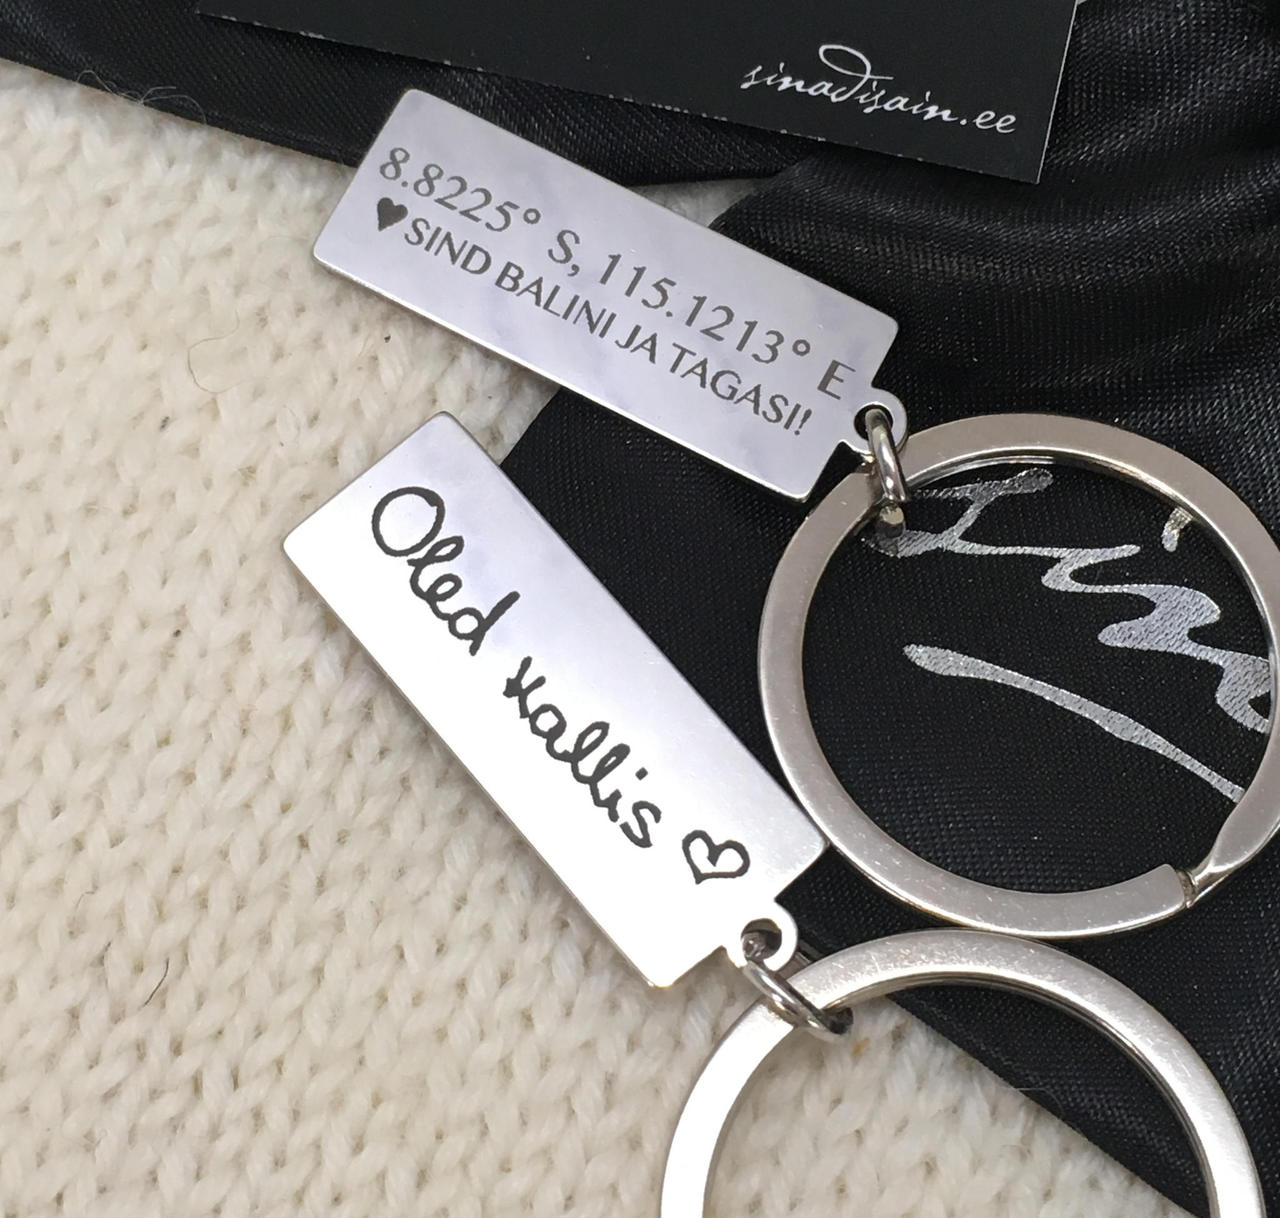 sinadisain.ee
8.8225° S, 115.1213° E
♥SIND BALINI JA TAGASI!
Oled kallis ♡